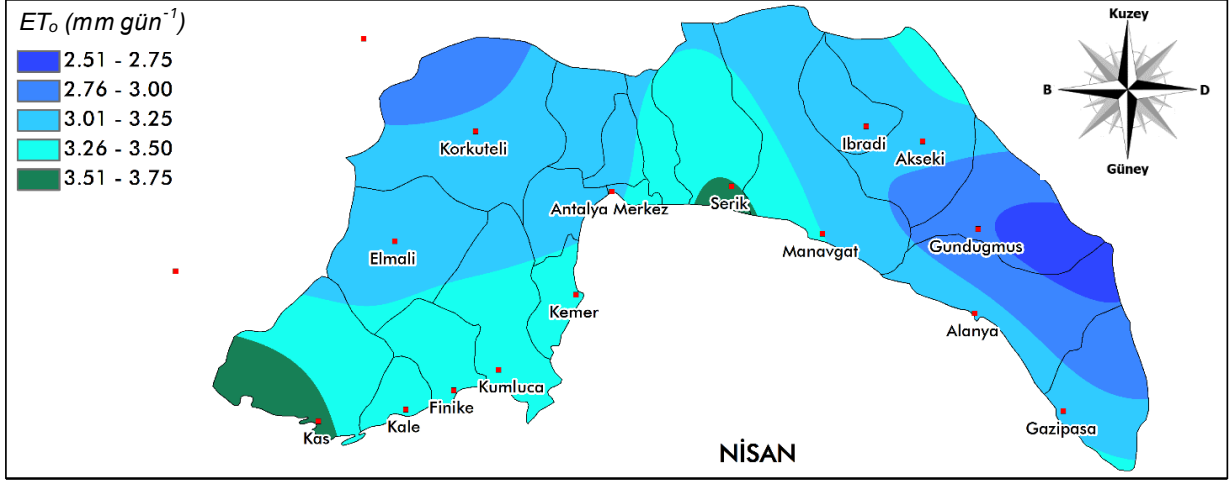 ETo (mm gün-1)
2.51 - 2.75
2.76 - 3.00
3.01 - 3.25
3.26 - 3.50
3.51 - 3.75
Kuzey
B
D
Güney
Korkuteli
Ibradi
Akseki
Antalya Merkez
Serik
Elmali
Manavgat
Gundugmus
Kemer
Alanya
Kumluca
Finike
Kale
Kas
Gazipasa
NİSAN